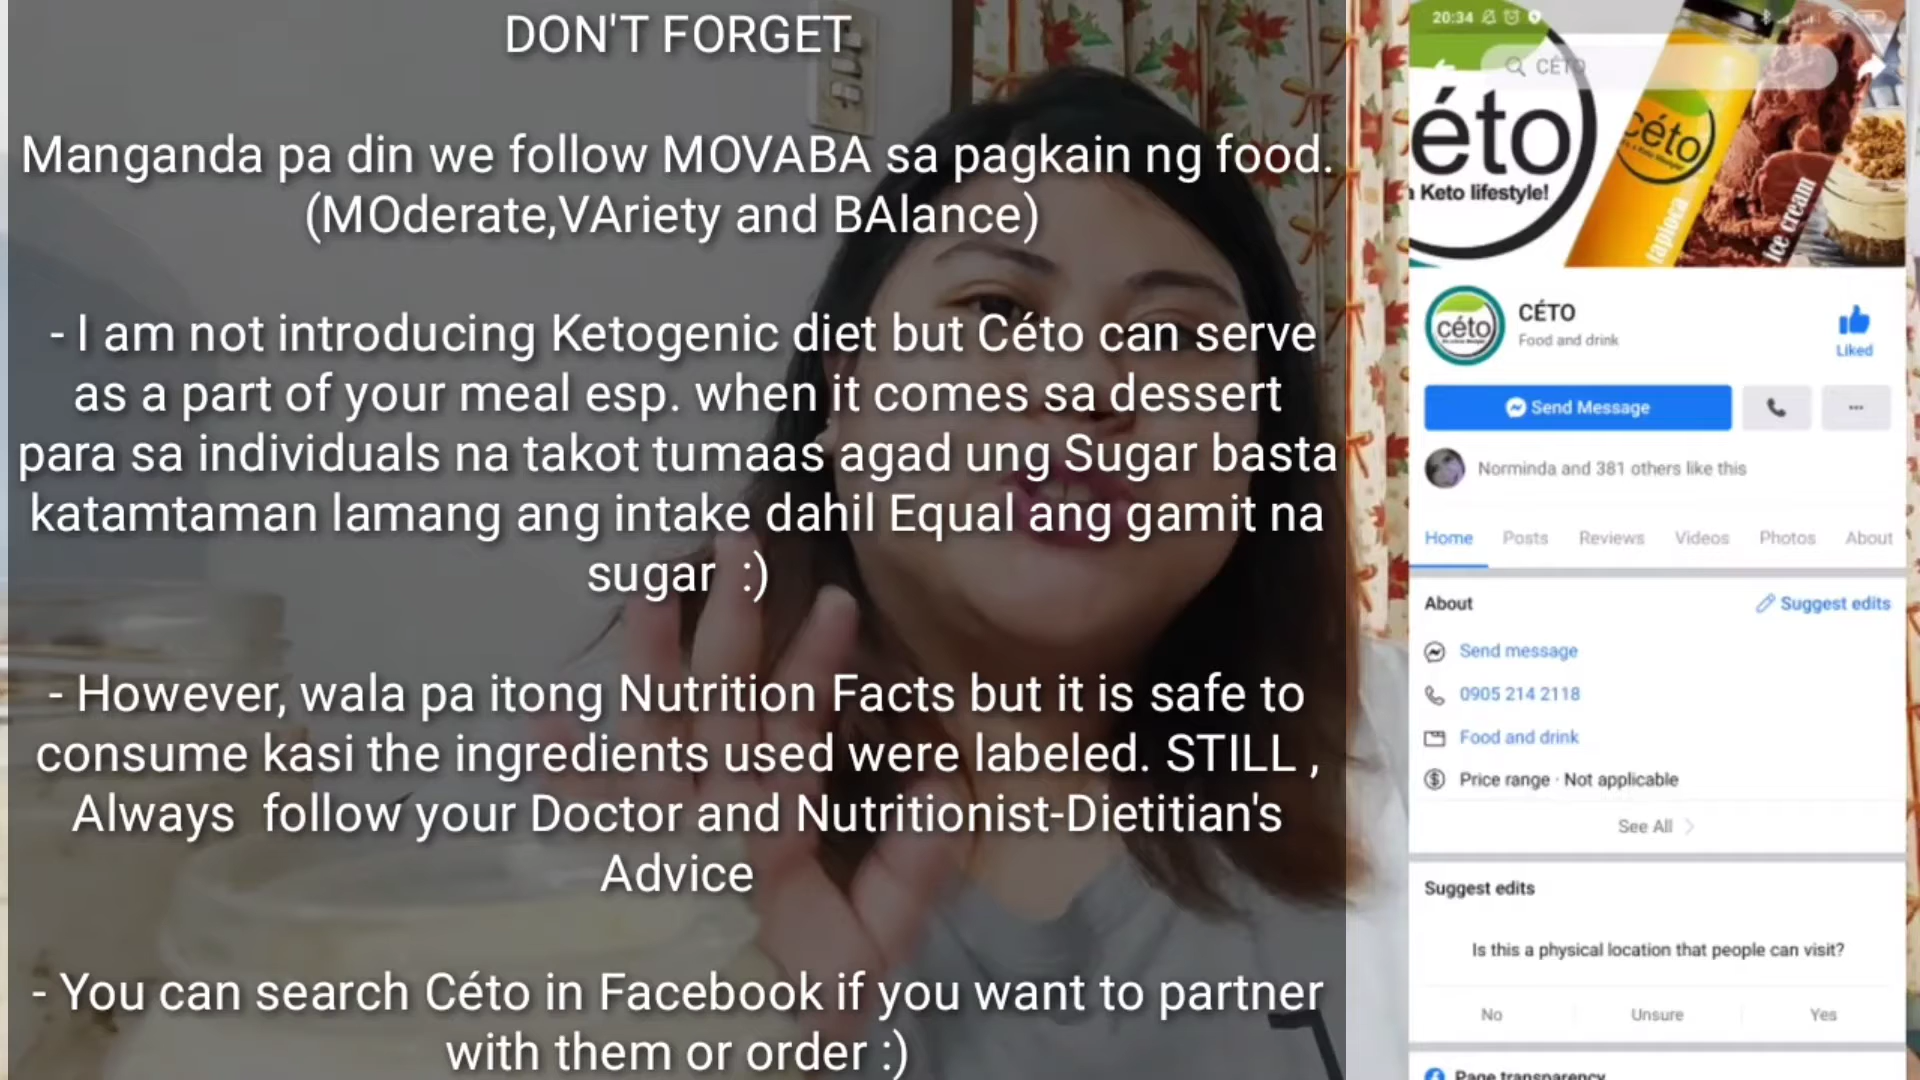 DON'T FORGET
Manganda pa din we follow MOVABA sa pagkain ng food.
(MOderate,VAriety and BAlance)
- I am not introducing Ketogenic diet but Céto can serve
as a part of your meal esp. when it comes sa dessert
para sa individuals na takot tumaas agad ung Sugar basta
katamtaman lamang ang intake dahil Equal ang gamit na
sugar :)
- However, wala pa itong Nutrition Facts but it is safe to
consume kasi the ingredients used were labeled. STILL ,
Always follow your Doctor and Nutritionist-Dietitian's
Advice
- You can search Céto in Facebook if you want to partner
with them or order :)
20:34
CÉTO
éto
Keto lifestyle!
céto
tapioca
Ice cream
céto
CÉTO
Food and drink
Liked
Send Message
Norminda and 381 others like this
Home Posts Reviews Videos Photos About
About
Suggest edits
Send message
0905 214 2118
Food and drink
Price range · Not applicable
See All
Suggest edits
Is this a physical location that people can visit?
No Unsure Yes
Page transparency